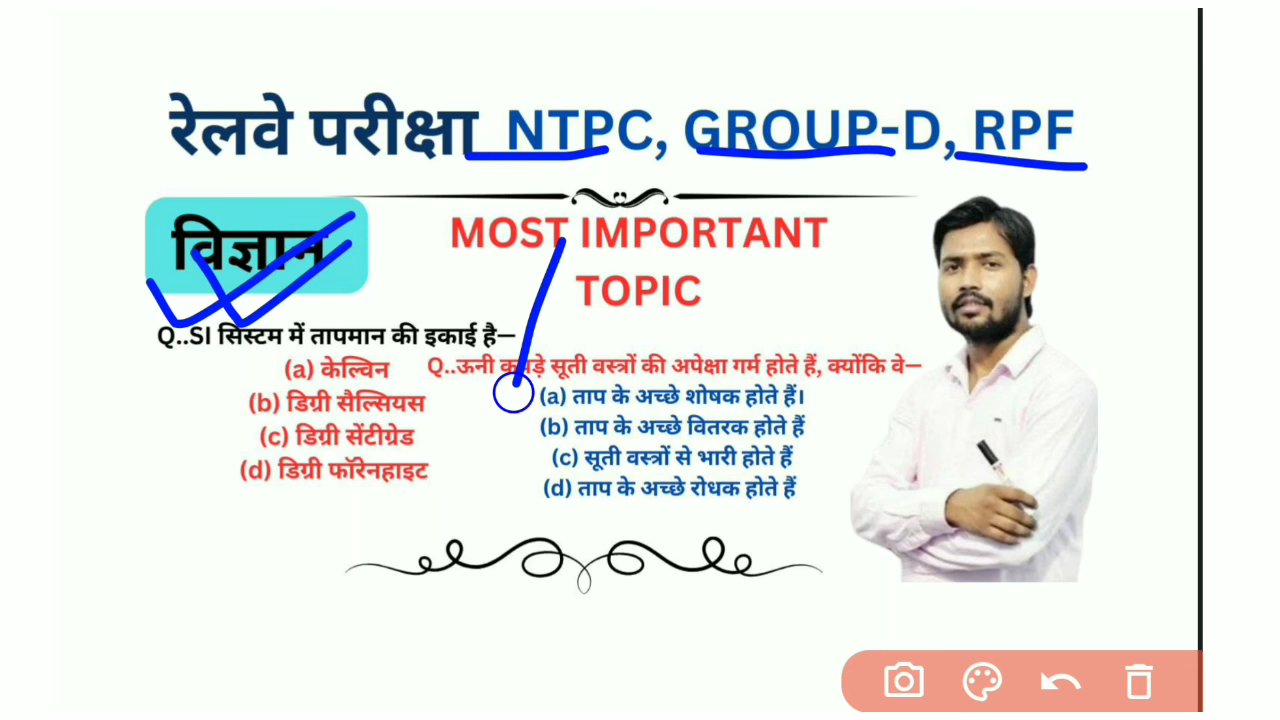 रेलवे परीक्षा NTPC, GROUP-D, RPF
विज्ञान
MOST IMPORTANT
TOPIC
Q..SI सिस्टम में तापमान की इकाई है–
(a) केल्विन
(b) डिग्री सैल्सियस
(c) डिग्री सेंटीग्रेड
(d) डिग्री फॉरेनहाइट
Q..ऊनी कपड़े सूती वस्त्रों की अपेक्षा गर्म होते हैं, क्योंकि वे–
(a) ताप के अच्छे शोषक होते हैं।
(b) ताप के अच्छे वितरक होते हैं
(c) सूती वस्त्रों से भारी होते हैं
(d) ताप के अच्छे रोधक होते हैं